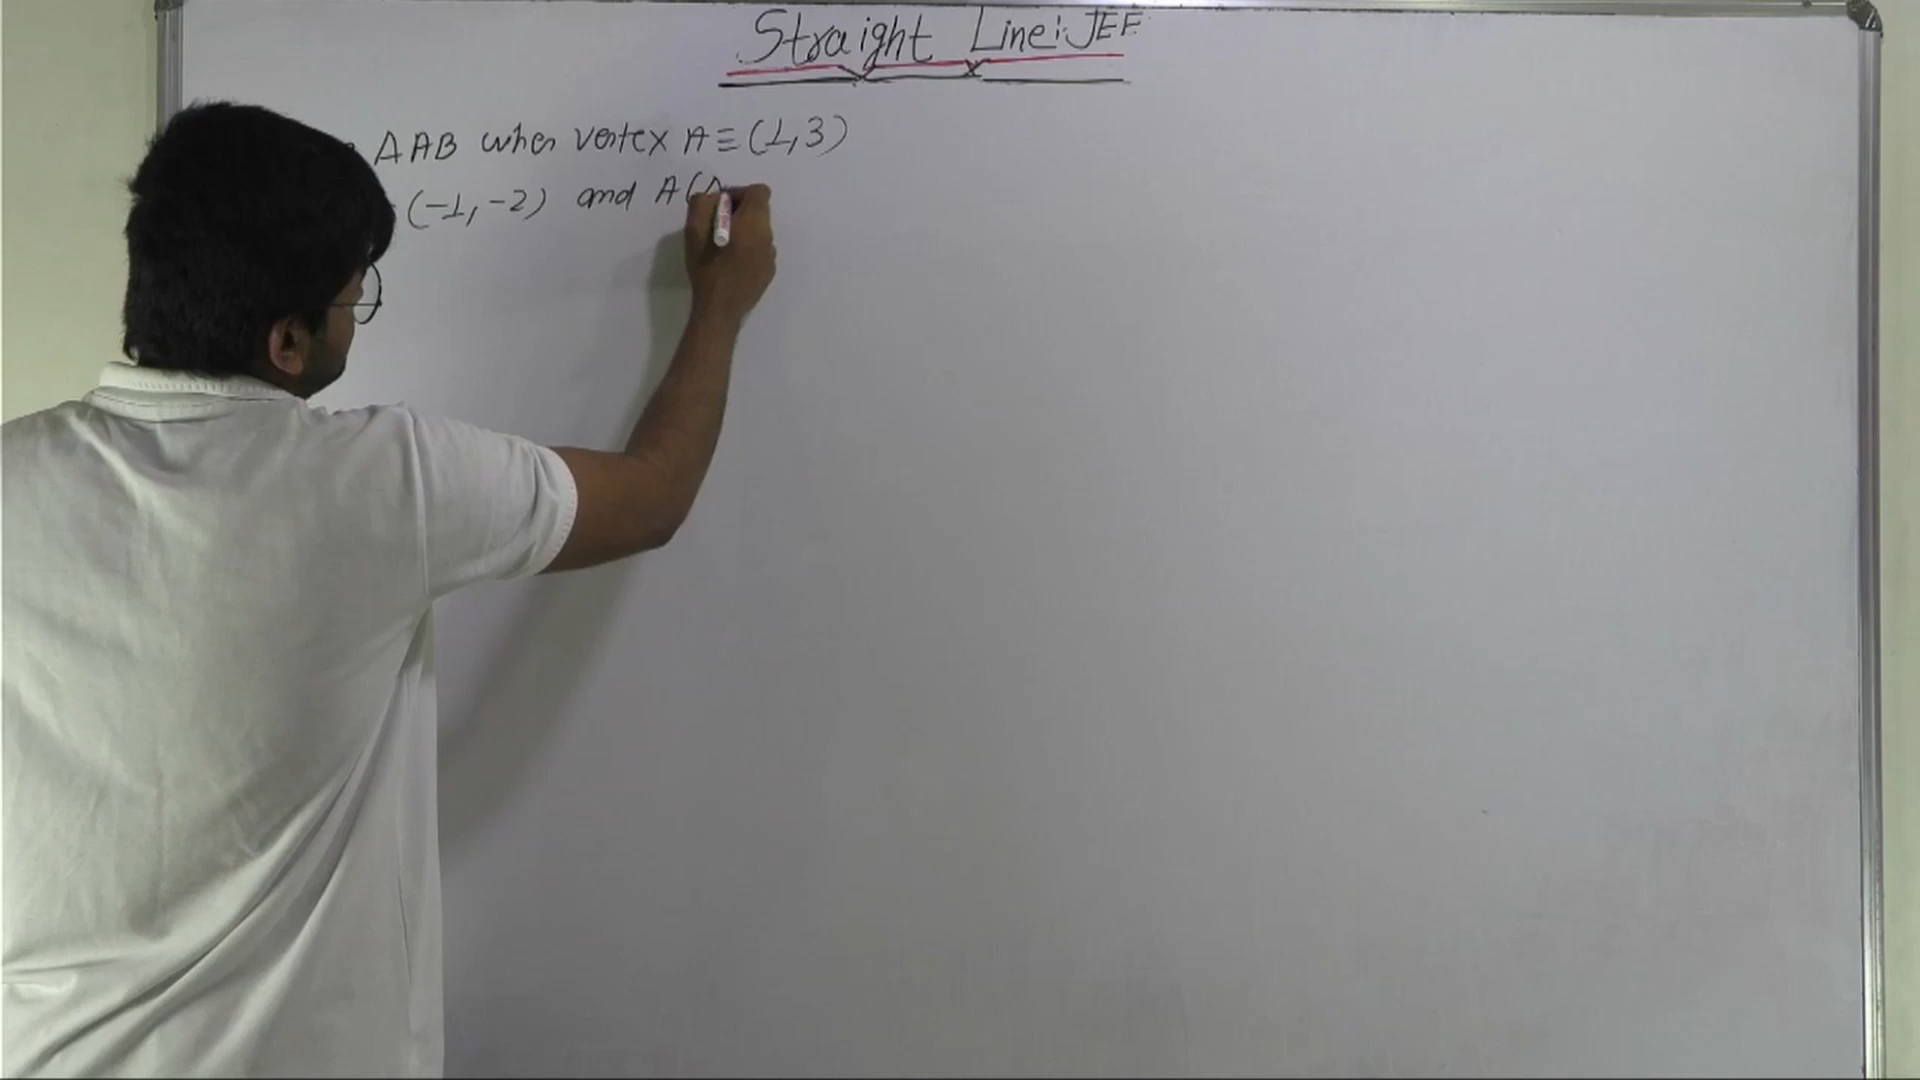 Straight Line: JEE
Δ AAB when vertex A ≡ (1, 3)
(-1, -2) and A(Δ